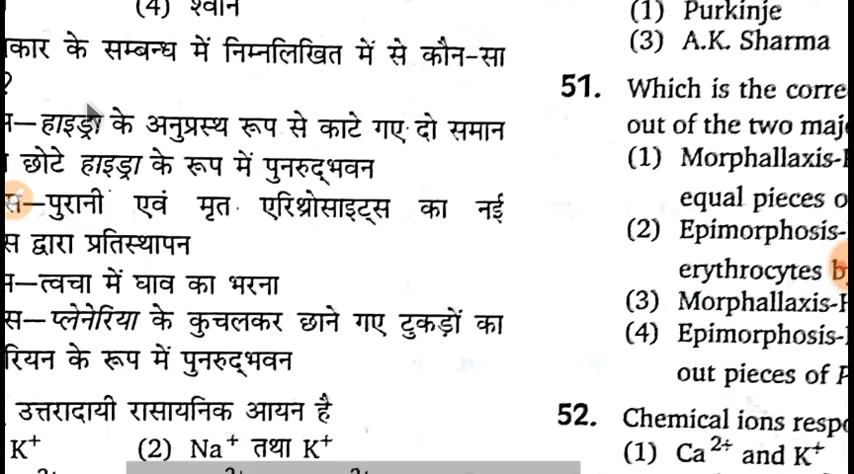 (4) श्वान
कार के सम्बन्ध में निम्नलिखित में से कौन-सा
?
—हाइड्रा के अनुप्रस्थ रूप से काटे गए दो समान
छोटे हाइड्रा के रूप में पुनरुद्भवन
स—पुरानी एवं मृत एरिथ्रोसाइट्स का नई
स द्वारा प्रतिस्थापन
—त्वचा में घाव का भरना
स—प्लेनेरिया के कुचलकर छाने गए टुकड़ों का
रियन के रूप में पुनरुद्भवन
उत्तरादायी रासायनिक आयन है
K⁺ (2) Na⁺ तथा K⁺
(1) Purkinje
(3) A.K. Sharma
51. Which is the corre
out of the two maj
(1) Morphallaxis-
equal pieces o
(2) Epimorphosis-
erythrocytes b
(3) Morphallaxis-
(4) Epimorphosis-
out pieces of P
52. Chemical ions resp
(1) Ca²⁺ and K⁺